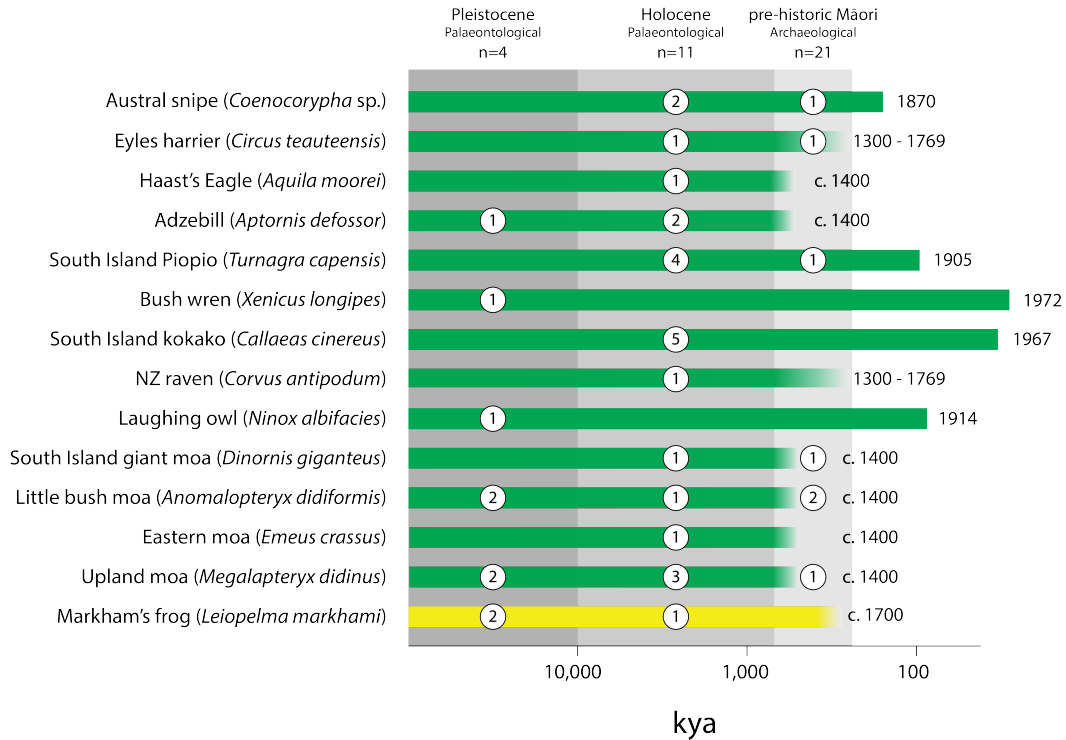 Pleistocene Holocene pre-historic Māori
Palaeontological Palaeontological Archaeological
n=4 n=11 n=21
Austral snipe (Coenocorypha sp.) 2 1 1870
Eyles harrier (Circus teauteensis) 1 1 1300 - 1769
Haast's Eagle (Aquila moorei) 1 c. 1400
Adzebill (Aptornis defossor) 1 2 c. 1400
South Island Piopio (Turnagra capensis) 4 1 1905
Bush wren (Xenicus longipes) 1 1972
South Island kokako (Callaeas cinereus) 5 1967
NZ raven (Corvus antipodum) 1 1300 - 1769
Laughing owl (Ninox albifacies) 1 1914
South Island giant moa (Dinornis giganteus) 1 1 c. 1400
Little bush moa (Anomalopteryx didiformis) 2 1 2 c. 1400
Eastern moa (Emeus crassus) 1 c. 1400
Upland moa (Megalapteryx didinus) 2 3 1 c. 1400
Markham's frog (Leiopelma markhami) 2 1 c. 1700
10,000 1,000 100
kya